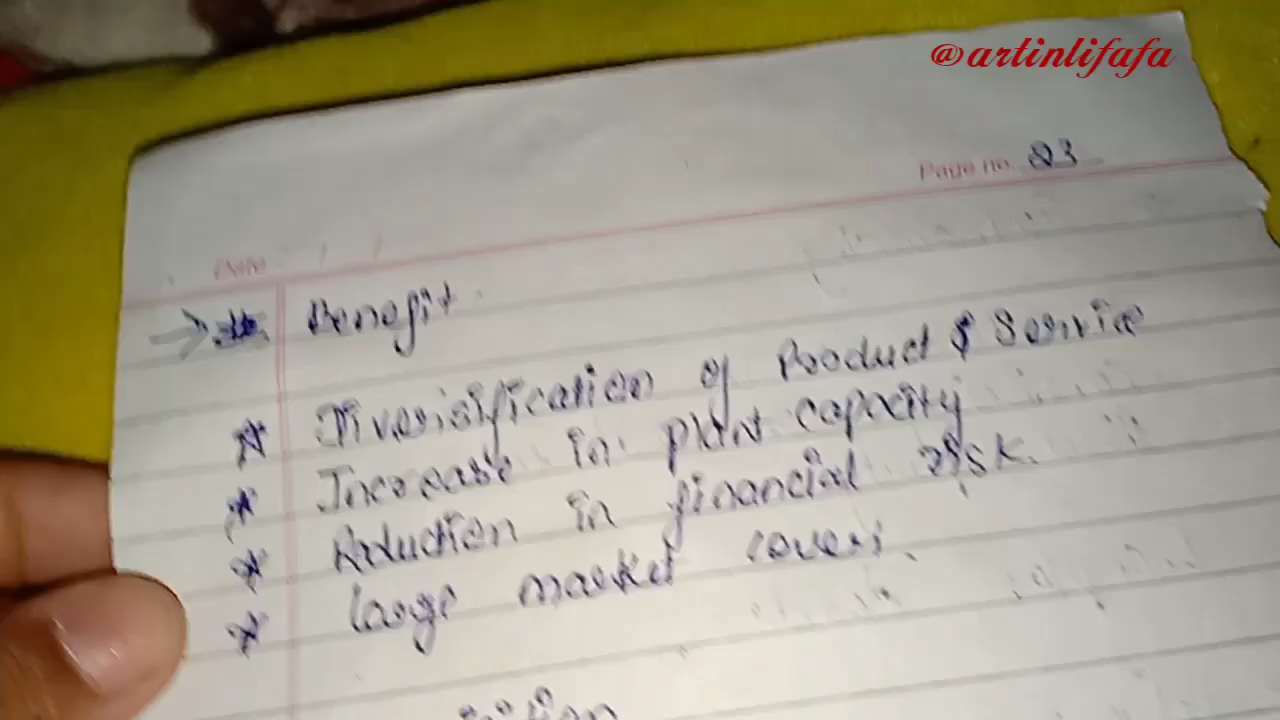 @artinlifafa
Page no. 23
Date
→ Benefit
* Diverisification of Product & Service
* Increase in plant capacity
* Reduction in financial risk.
* large market cover.